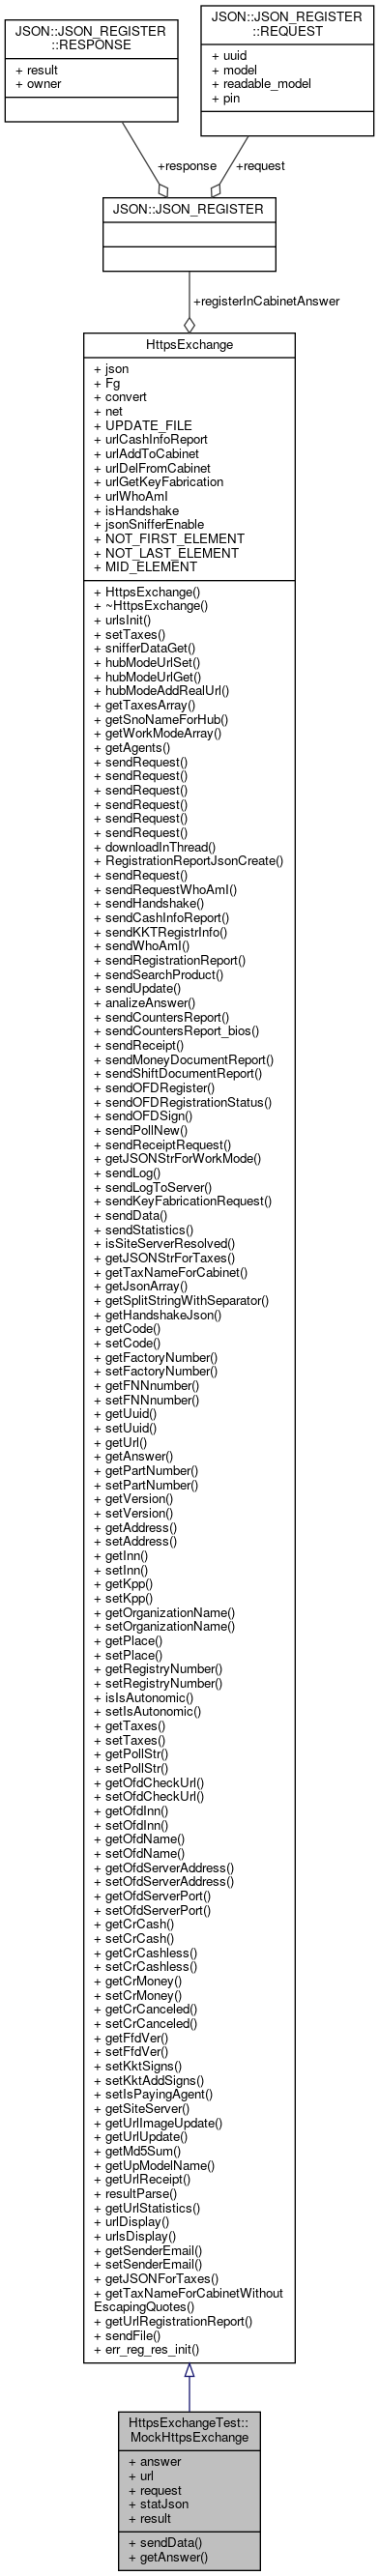 JSON::JSON_REGISTER
::RESPONSE
+ result
+ owner
JSON::JSON_REGISTER
::REQUEST
+ uuid
+ model
+ readable_model
+ pin
+response
+request
JSON::JSON_REGISTER
+registerInCabinetAnswer
HttpsExchange
+ json
+ Fg
+ convert
+ net
+ UPDATE_FILE
+ urlCashInfoReport
+ urlAddToCabinet
+ urlDelFromCabinet
+ urlGetKeyFabrication
+ urlWhoAmI
+ isHandshake
+ jsonSnifferEnable
+ NOT_FIRST_ELEMENT
+ NOT_LAST_ELEMENT
+ MID_ELEMENT
+ HttpsExchange()
+ ~HttpsExchange()
+ urlsInit()
+ setTaxes()
+ snifferDataGet()
+ hubModeUrlSet()
+ hubModeUrlGet()
+ hubModeAddRealUrl()
+ getTaxesArray()
+ getSnoNameForHub()
+ getWorkModeArray()
+ getAgents()
+ sendRequest()
+ sendRequest()
+ sendRequest()
+ sendRequest()
+ sendRequest()
+ sendRequest()
+ downloadInThread()
+ RegistrationReportJsonCreate()
+ sendRequest()
+ sendRequestWhoAmI()
+ sendHandshake()
+ sendCashInfoReport()
+ sendKKTRegistrInfo()
+ sendWhoAmI()
+ sendRegistrationReport()
+ sendSearchProduct()
+ sendUpdate()
+ analizeAnswer()
+ sendCountersReport()
+ sendCountersReport_bios()
+ sendReceipt()
+ sendMoneyDocumentReport()
+ sendShiftDocumentReport()
+ sendOFDRegister()
+ sendOFDRegistrationStatus()
+ sendOFDSign()
+ sendPollNew()
+ sendReceiptRequest()
+ getJSONStrForWorkMode()
+ sendLog()
+ sendLogToServer()
+ sendKeyFabricationRequest()
+ sendData()
+ sendStatistics()
+ isSiteServerResolved()
+ getJSONStrForTaxes()
+ getTaxNameForCabinet()
+ getJsonArray()
+ getSplitStringWithSeparator()
+ getHandshakeJson()
+ getCode()
+ setCode()
+ getFactoryNumber()
+ setFactoryNumber()
+ getFNNnumber()
+ setFNNnumber()
+ getUuid()
+ setUuid()
+ getUrl()
+ getAnswer()
+ getPartNumber()
+ setPartNumber()
+ getVersion()
+ setVersion()
+ getAddress()
+ setAddress()
+ getInn()
+ setInn()
+ getKpp()
+ setKpp()
+ getOrganizationName()
+ setOrganizationName()
+ getPlace()
+ setPlace()
+ getRegistryNumber()
+ setRegistryNumber()
+ isIsAutonomic()
+ setIsAutonomic()
+ getTaxes()
+ setTaxes()
+ getPollStr()
+ setPollStr()
+ getOfdCheckUrl()
+ setOfdCheckUrl()
+ getOfdInn()
+ setOfdInn()
+ getOfdName()
+ setOfdName()
+ getOfdServerAddress()
+ setOfdServerAddress()
+ getOfdServerPort()
+ setOfdServerPort()
+ getCrCash()
+ setCrCash()
+ getCrCashless()
+ setCrCashless()
+ getCrMoney()
+ setCrMoney()
+ getCrCanceled()
+ setCrCanceled()
+ getFfdVer()
+ setFfdVer()
+ setKktSigns()
+ setKktAddSigns()
+ setIsPayingAgent()
+ getSiteServer()
+ getUrlImageUpdate()
+ getUrlUpdate()
+ getMd5Sum()
+ getUpModelName()
+ getUrlReceipt()
+ resultParse()
+ getUrlStatistics()
+ urlDisplay()
+ urlsDisplay()
+ getSenderEmail()
+ setSenderEmail()
+ getJSONForTaxes()
+ getTaxNameForCabinetWithout
EscapingQuotes()
+ getUrlRegistrationReport()
+ sendFile()
+ err_reg_res_init()
HttpsExchangeTest::
MockHttpsExchange
+ answer
+ url
+ request
+ statJson
+ result
+ sendData()
+ getAnswer()